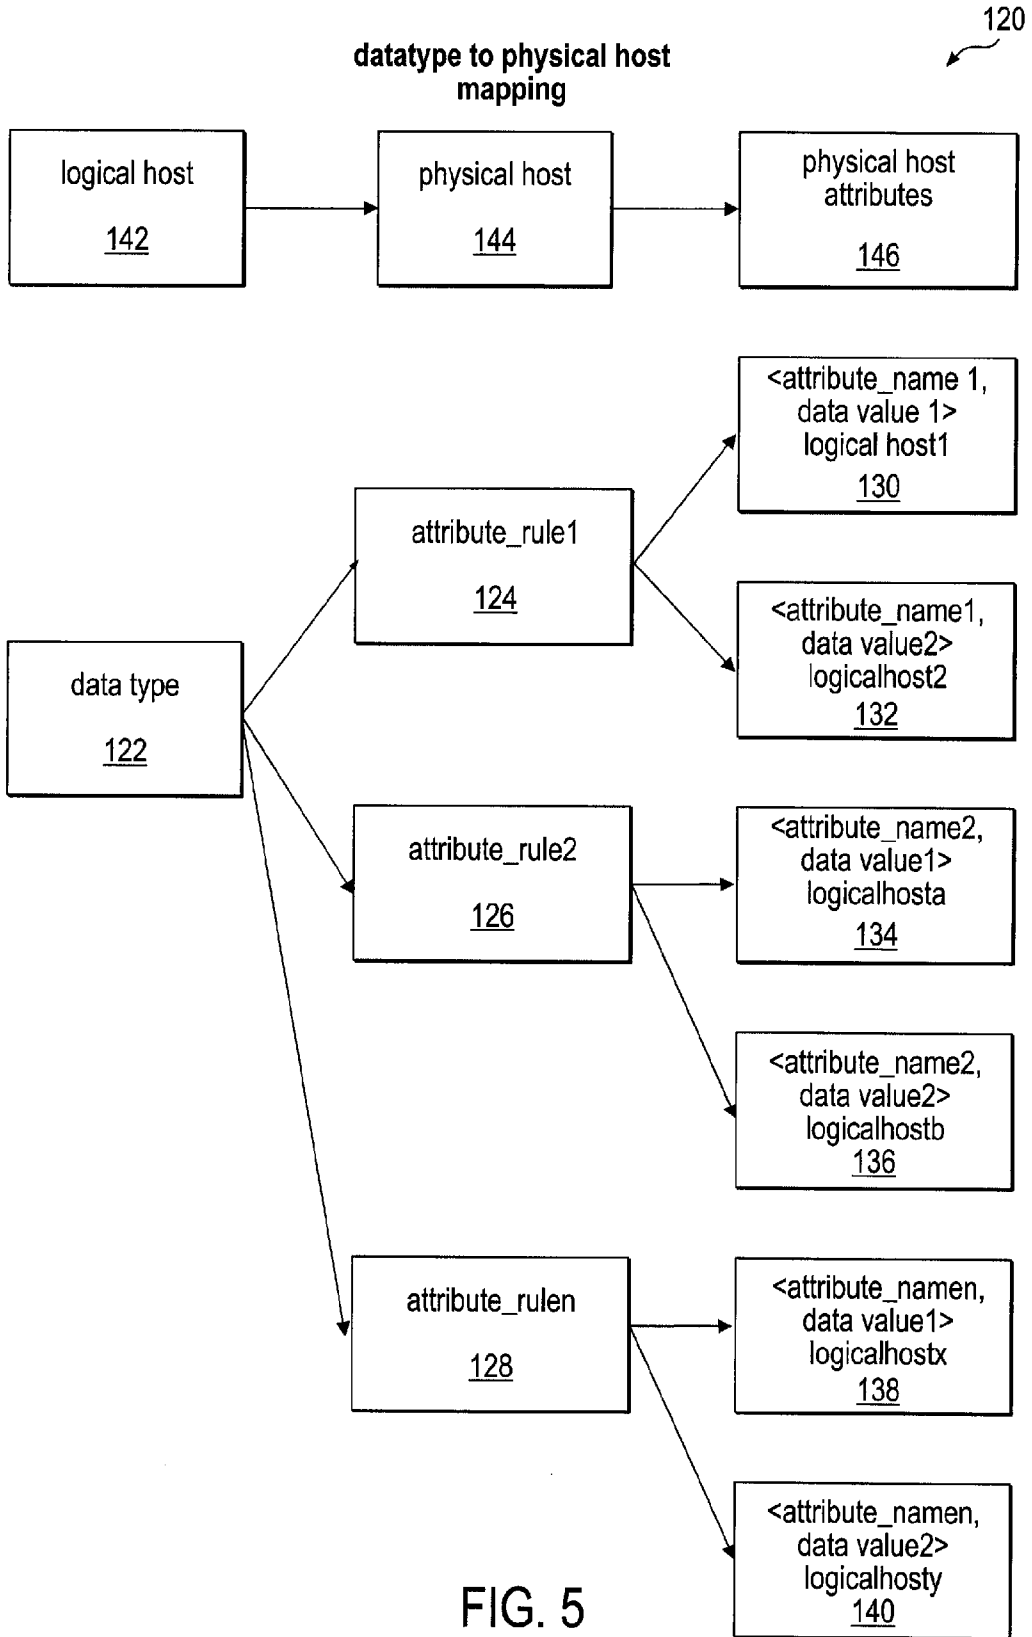 120
datatype to physical host
mapping
logical host
142
physical host
144
physical host
attributes
146
<attribute_name 1,
data value 1>
logical host1
130
attribute_rule1
124
<attribute_name1,
data value2>
logicalhost2
132
data type
122
attribute_rule2
126
<attribute_name2,
data value1>
logicalhosta
134
<attribute_name2,
data value2>
logicalhostb
136
attribute_rulen
128
<attribute_namen,
data value1>
logicalhostx
138
<attribute_namen,
data value2>
logicalhosty
140
FIG. 5